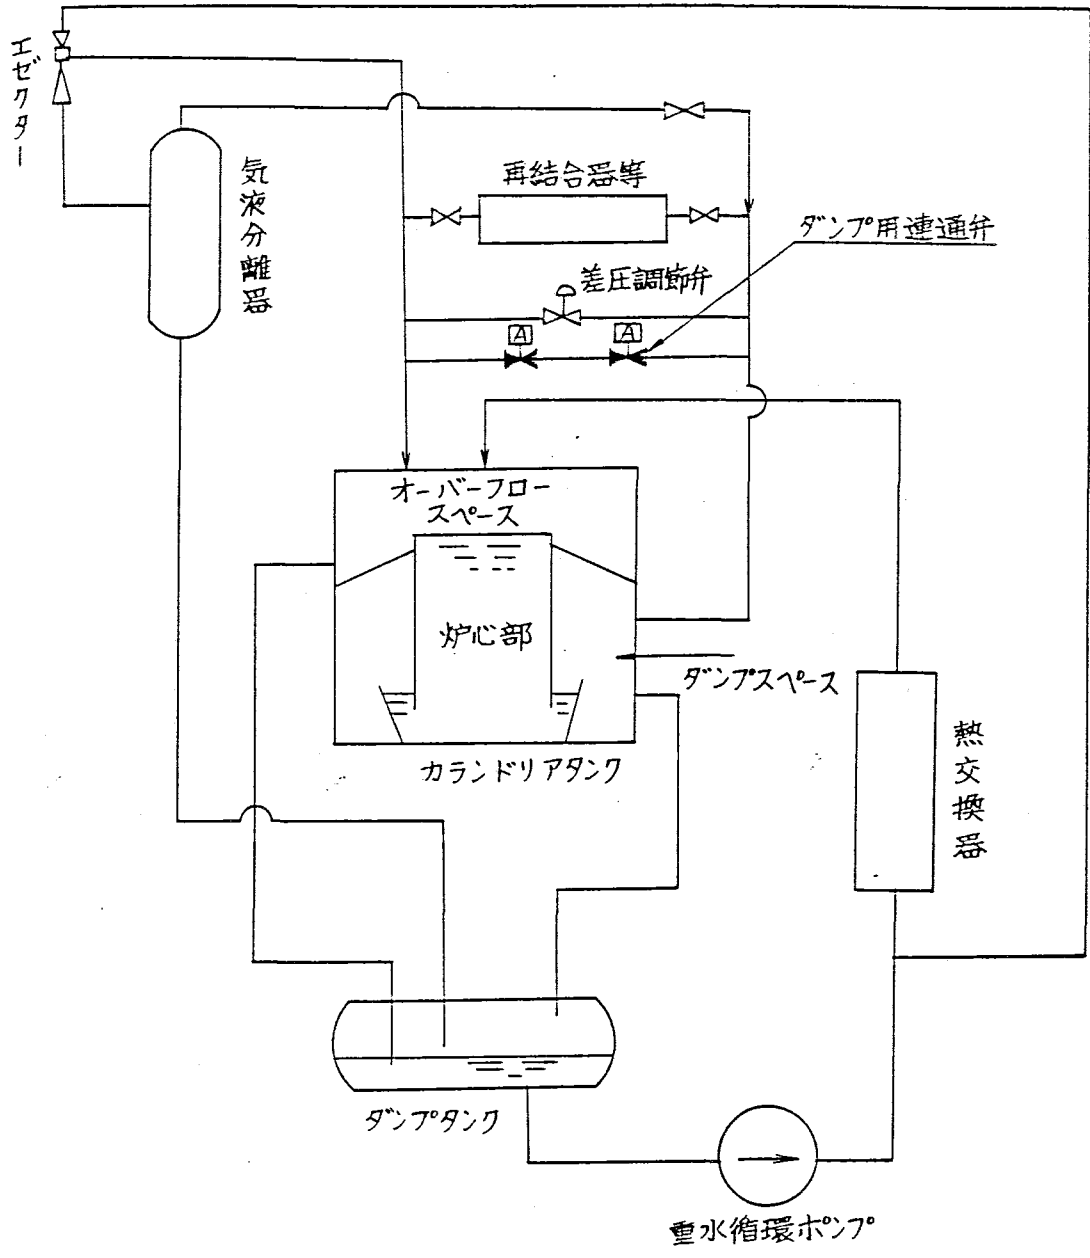 エゼクター
気液分離器
再結合器等
ダンプ用連通弁
差圧調節弁
A
A
オーバーフロー
スペース
炉心部
ダンプスペース
カランドリアタンク
熱交換器
ダンプタンク
重水循環ポンプ